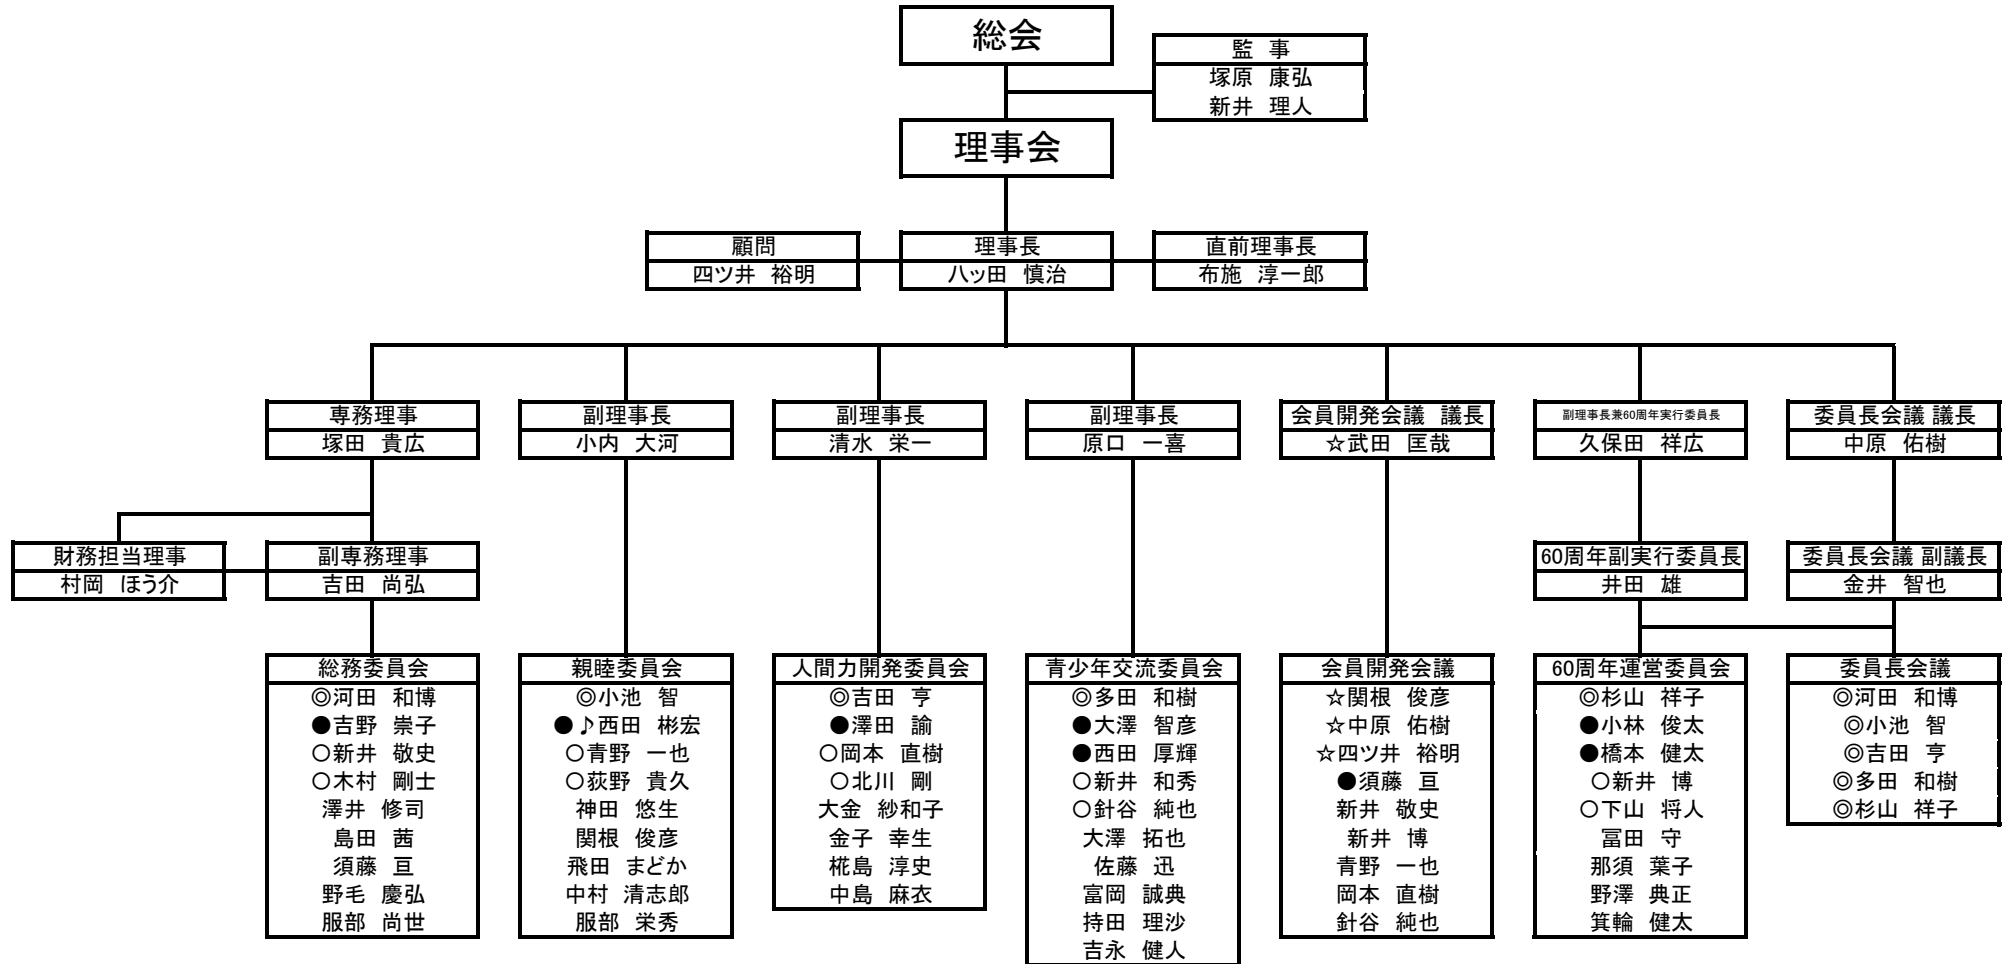 総会
監　事
塚原　康弘
新井　理人
理事会
顧問
四ツ井　裕明
理事長
八ッ田　慎治
直前理事長
布施　淳一郎
専務理事
塚田　貴広
副理事長
小内　大河
副理事長
清水　栄一
副理事長
原口　一喜
会員開発会議　議長
☆武田　匡哉
副理事長兼60周年実行委員長
久保田　祥広
委員長会議 議長
中原　佑樹
財務担当理事
村岡　ほう介
副専務理事
吉田　尚弘
60周年副実行委員長
井田　雄
委員長会議 副議長
金井　智也
総務委員会
◎河田　和博
●吉野　崇子
○新井　敬史
○木村　剛士
澤井　修司
島田　茜
須藤　亘
野毛　慶弘
服部　尚世
親睦委員会
◎小池　智
●♪西田　彬宏
○青野　一也
○荻野　貴久
神田　悠生
関根　俊彦
飛田　まどか
中村　清志郎
服部　栄秀
人間力開発委員会
◎吉田　亨
●澤田　諭
○岡本　直樹
○北川　剛
大金　紗和子
金子　幸生
椛島　淳史
中島　麻衣
青少年交流委員会
◎多田　和樹
●大澤　智彦
●西田　厚輝
○新井　和秀
○針谷　純也
大澤　拓也
佐藤　迅
富岡　誠典
持田　理沙
吉永　健人
会員開発会議
☆関根　俊彦
☆中原　佑樹
☆四ツ井　裕明
●須藤　亘
新井　敬史
新井　博
青野　一也
岡本　直樹
針谷　純也
60周年運営委員会
◎杉山　祥子
●小林　俊太
●橋本　健太
○新井　博
○下山　将人
冨田　守
那須　葉子
野澤　典正
箕輪　健太
委員長会議
◎河田　和博
◎小池　智
◎吉田　亨
◎多田　和樹
◎杉山　祥子